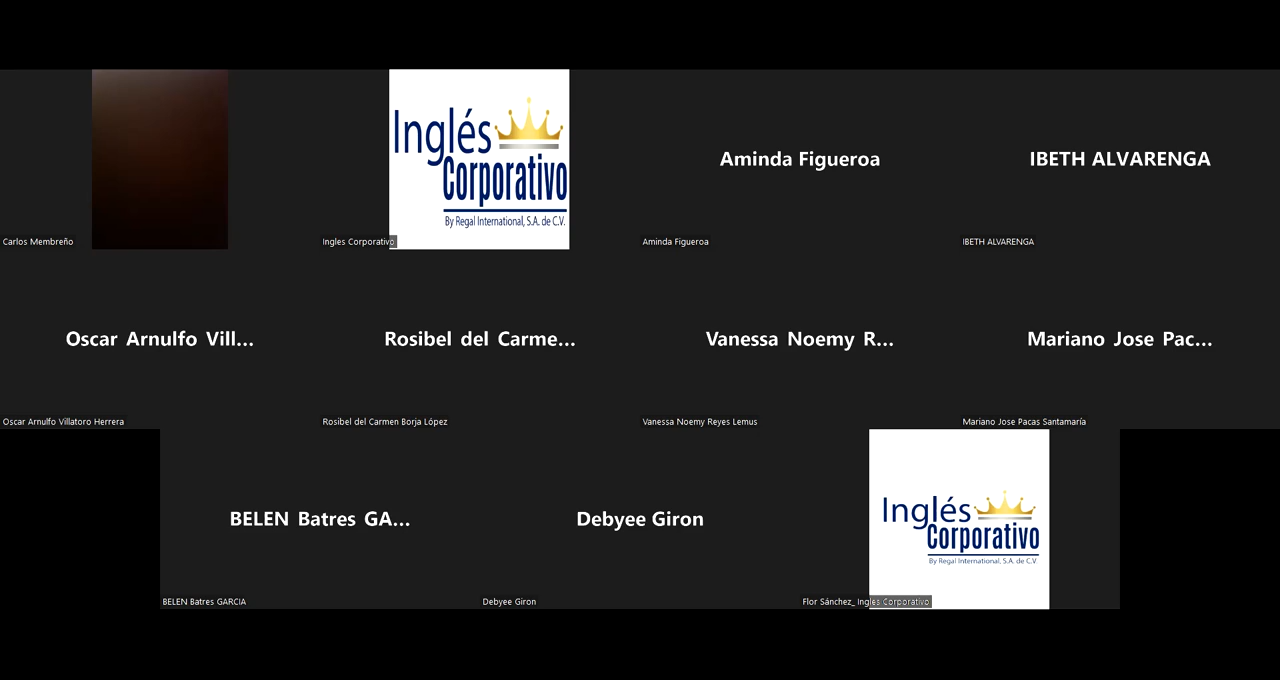 Inglés
Corporativo
By Regal International, S.A. de C.V.
Aminda Figueroa
IBETH ALVARENGA
Carlos Membreño
Ingles Corporativo
Aminda Figueroa
IBETH ALVARENGA
Oscar Arnulfo Vill...
Rosibel del Carme...
Vanessa Noemy R...
Mariano Jose Pac...
Oscar Arnulfo Villatoro Herrera
Rosibel del Carmen Borja López
Vanessa Noemy Reyes Lemus
Mariano Jose Pacas Santamaría
BELEN Batres GA...
Debyee Giron
Inglés
Corporativo
By Regal International, S.A. de C.V.
BELEN Batres GARCIA
Debyee Giron
Flor Sánchez_ Ingles Corporativo